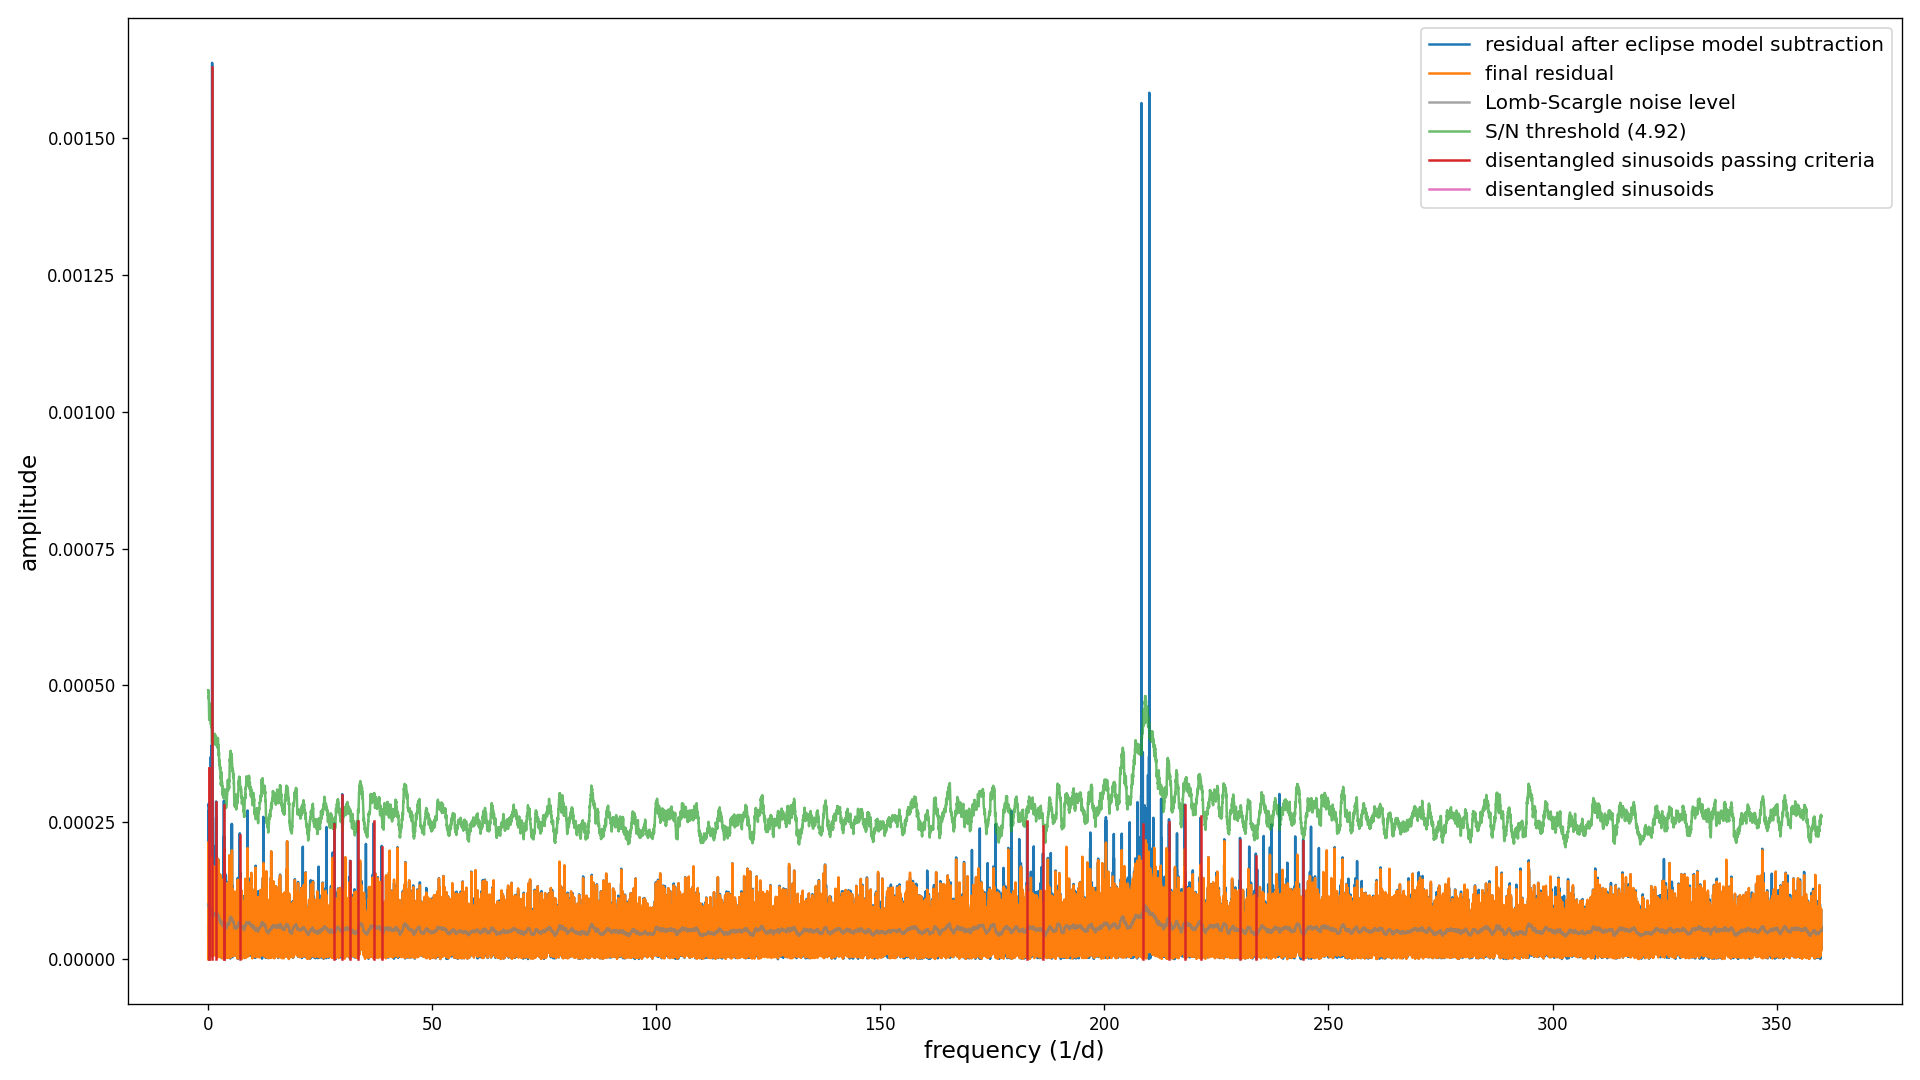 residual after eclipse model subtraction
final residual
Lomb-Scargle noise level
S/N threshold (4.92)
disentangled sinusoids passing criteria
disentangled sinusoids
amplitude
0.00150
0.00125
0.00100
0.00075
0.00050
0.00025
0.00000
0 50 100 150 200 250 300 350
frequency (1/d)